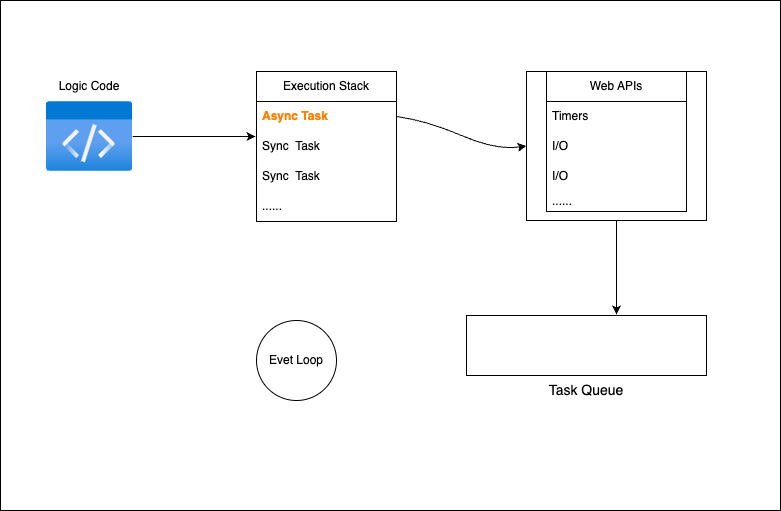 Logic Code
</>
Execution Stack
Async Task
Sync  Task
Sync  Task
......
Web APIs
Timers
I/O
I/O
......
Evet Loop
Task Queue